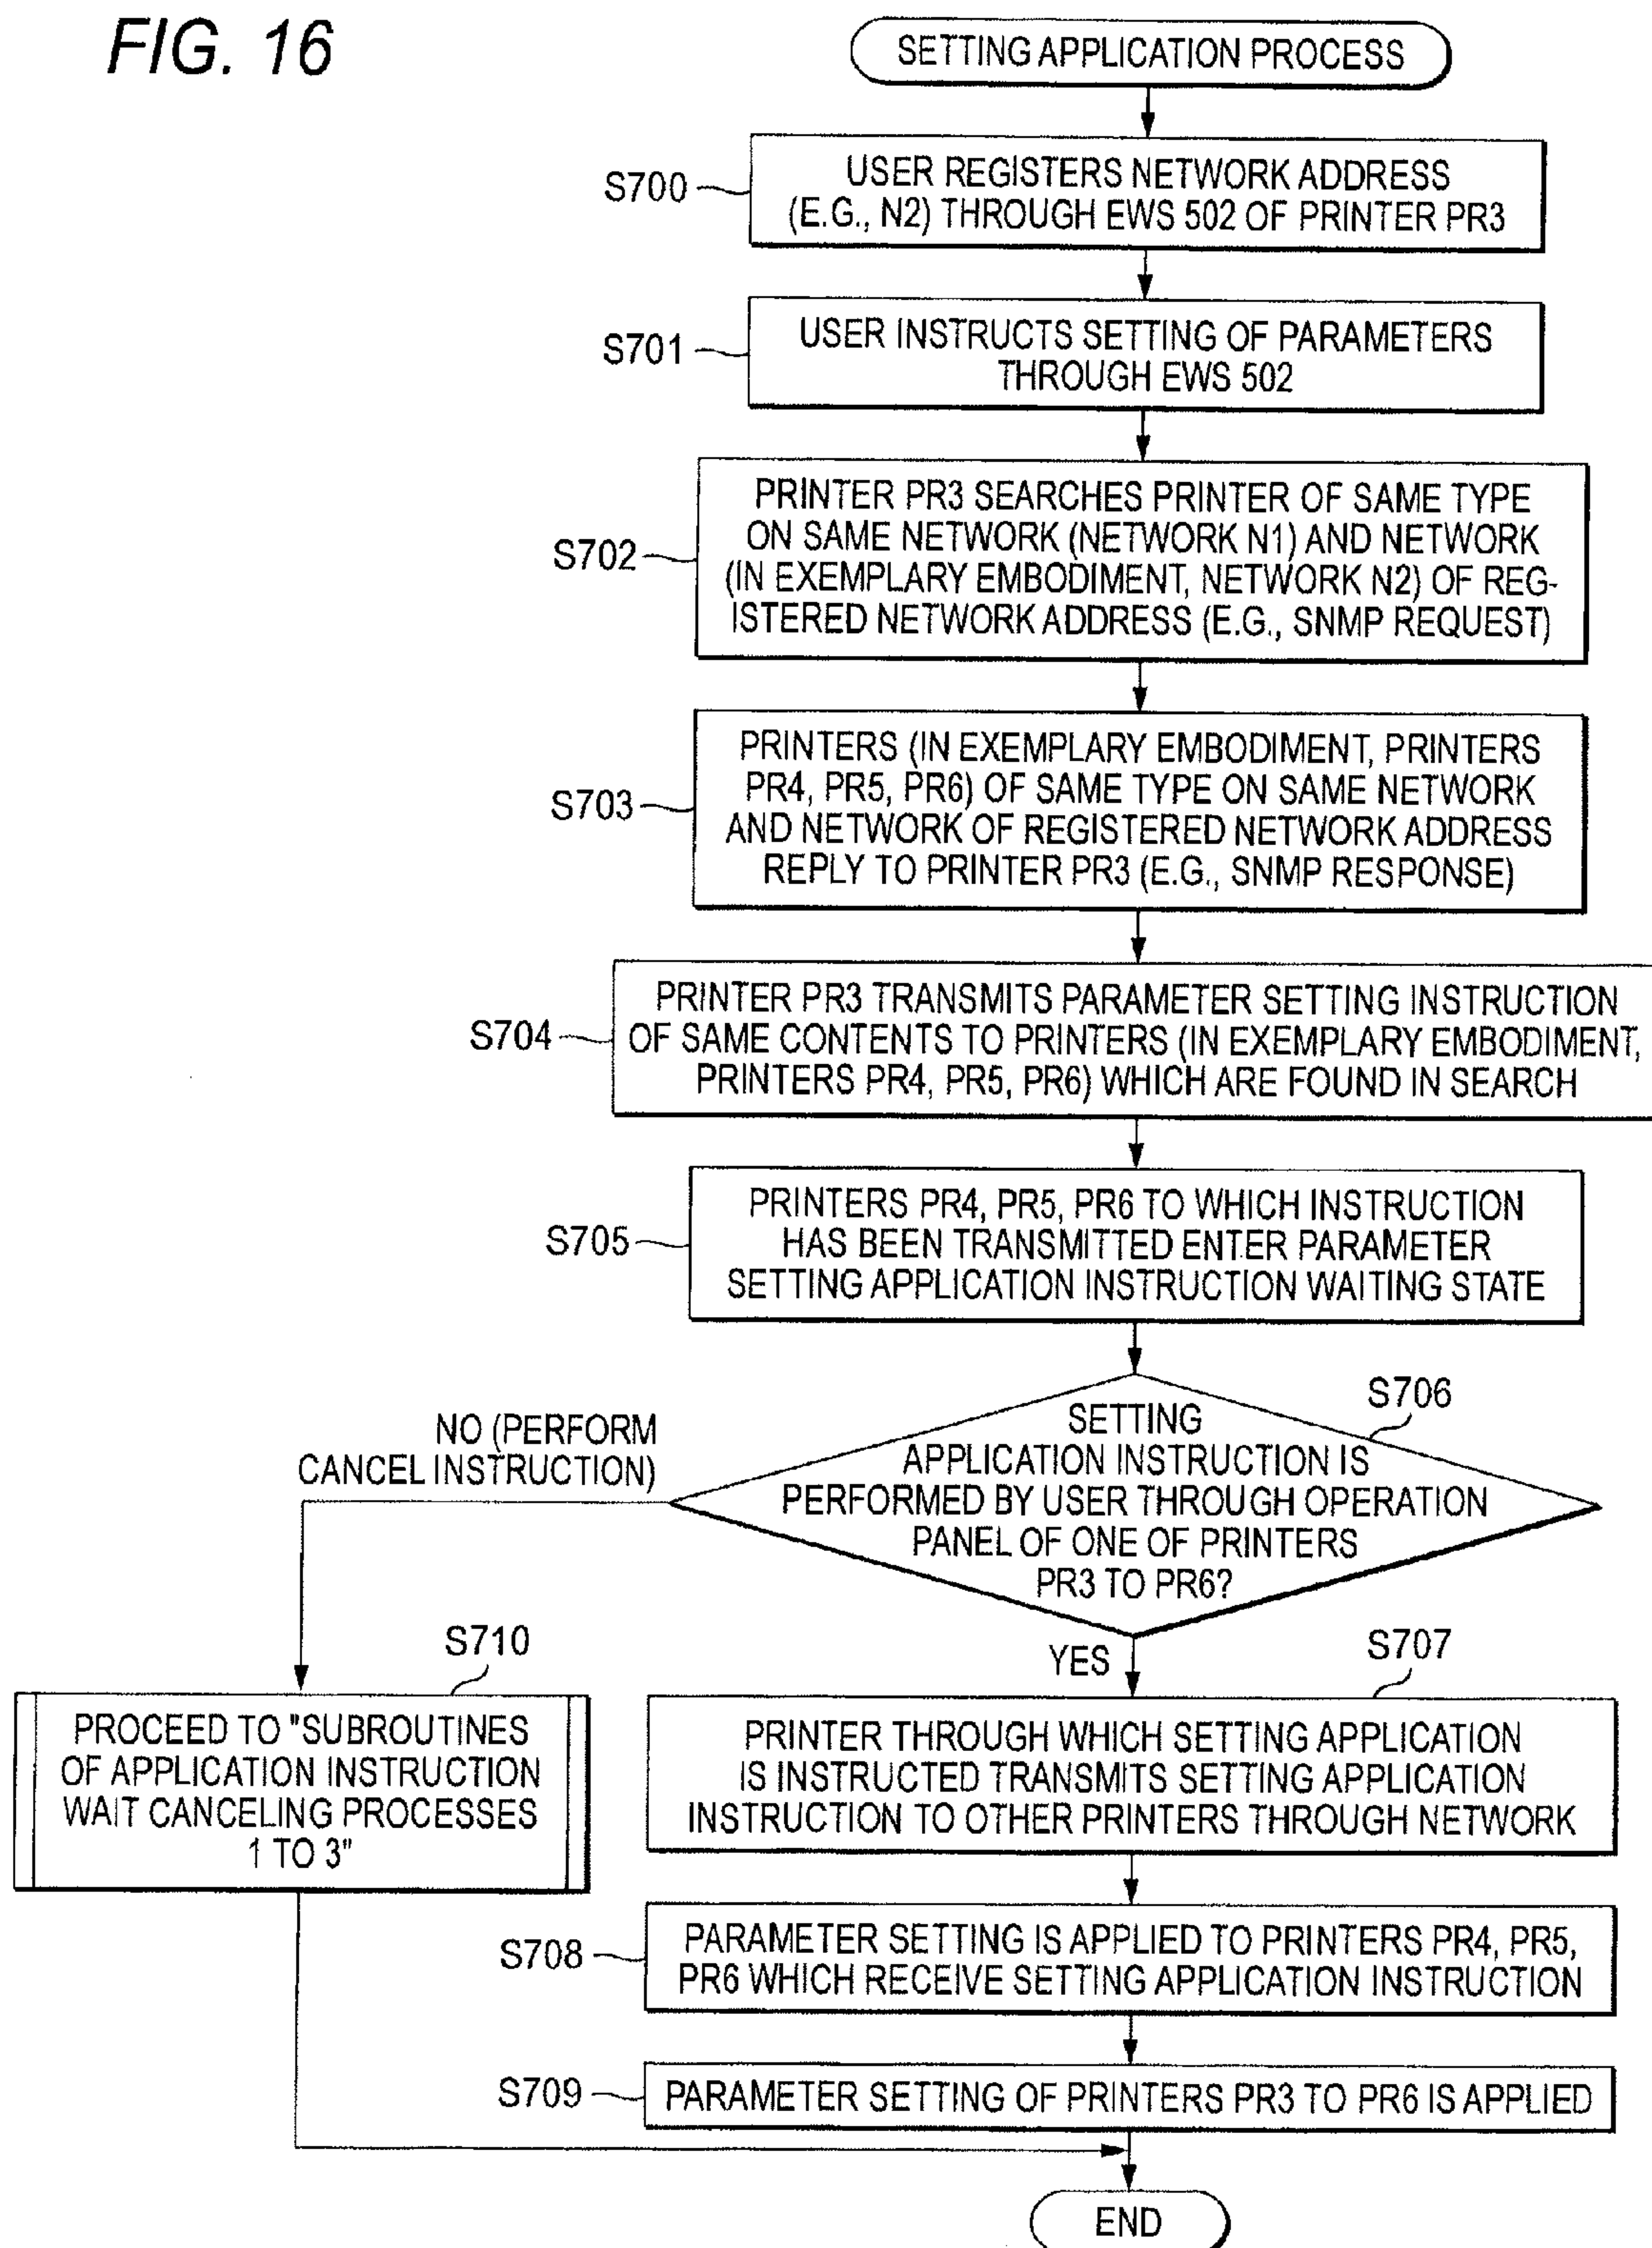 FIG. 16
SETTING APPLICATION PROCESS
S700
USER REGISTERS NETWORK ADDRESS
(E.G., N2) THROUGH EWS 502 OF PRINTER PR3
S701
USER INSTRUCTS SETTING OF PARAMETERS
THROUGH EWS 502
S702
PRINTER PR3 SEARCHES PRINTER OF SAME TYPE
ON SAME NETWORK (NETWORK N1) AND NETWORK
(IN EXEMPLARY EMBODIMENT, NETWORK N2) OF REG-
ISTERED NETWORK ADDRESS (E.G., SNMP REQUEST)
S703
PRINTERS (IN EXEMPLARY EMBODIMENT, PRINTERS
PR4, PR5, PR6) OF SAME TYPE ON SAME NETWORK
AND NETWORK OF REGISTERED NETWORK ADDRESS
REPLY TO PRINTER PR3 (E.G., SNMP RESPONSE)
S704
PRINTER PR3 TRANSMITS PARAMETER SETTING INSTRUCTION
OF SAME CONTENTS TO PRINTERS (IN EXEMPLARY EMBODIMENT,
PRINTERS PR4, PR5, PR6) WHICH ARE FOUND IN SEARCH
S705
PRINTERS PR4, PR5, PR6 TO WHICH INSTRUCTION
HAS BEEN TRANSMITTED ENTER PARAMETER
SETTING APPLICATION INSTRUCTION WAITING STATE
S706
SETTING
APPLICATION INSTRUCTION IS
PERFORMED BY USER THROUGH OPERATION
PANEL OF ONE OF PRINTERS
PR3 TO PR6?
NO (PERFORM
CANCEL INSTRUCTION)
YES
S710
PROCEED TO "SUBROUTINES
OF APPLICATION INSTRUCTION
WAIT CANCELING PROCESSES
1 TO 3"
S707
PRINTER THROUGH WHICH SETTING APPLICATION
IS INSTRUCTED TRANSMITS SETTING APPLICATION
INSTRUCTION TO OTHER PRINTERS THROUGH NETWORK
S708
PARAMETER SETTING IS APPLIED TO PRINTERS PR4, PR5,
PR6 WHICH RECEIVE SETTING APPLICATION INSTRUCTION
S709
PARAMETER SETTING OF PRINTERS PR3 TO PR6 IS APPLIED
END